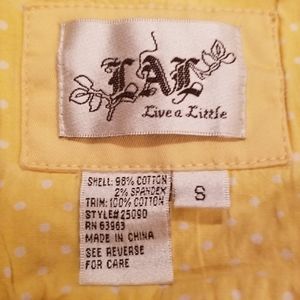 LAL
Live a Little
SHELL: 98% COTTON
2% SPANDEX
TRIM: 100% COTTON
STYLE# 25090
RN 63963
MADE IN CHINA
SEE REVERSE
FOR CARE
S